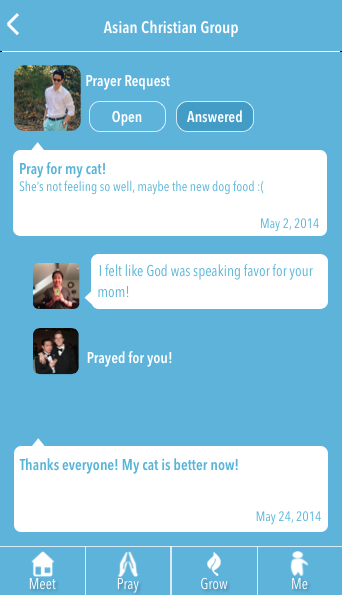 Asian Christian Group
Prayer Request
Open
Answered
Pray for my cat!
She's not feeling so well, maybe the new dog food :(
May 2, 2014
I felt like God was speaking favor for your
mom!
Prayed for you!
Thanks everyone! My cat is better now!
May 24, 2014
Meet
Pray
Grow
Me